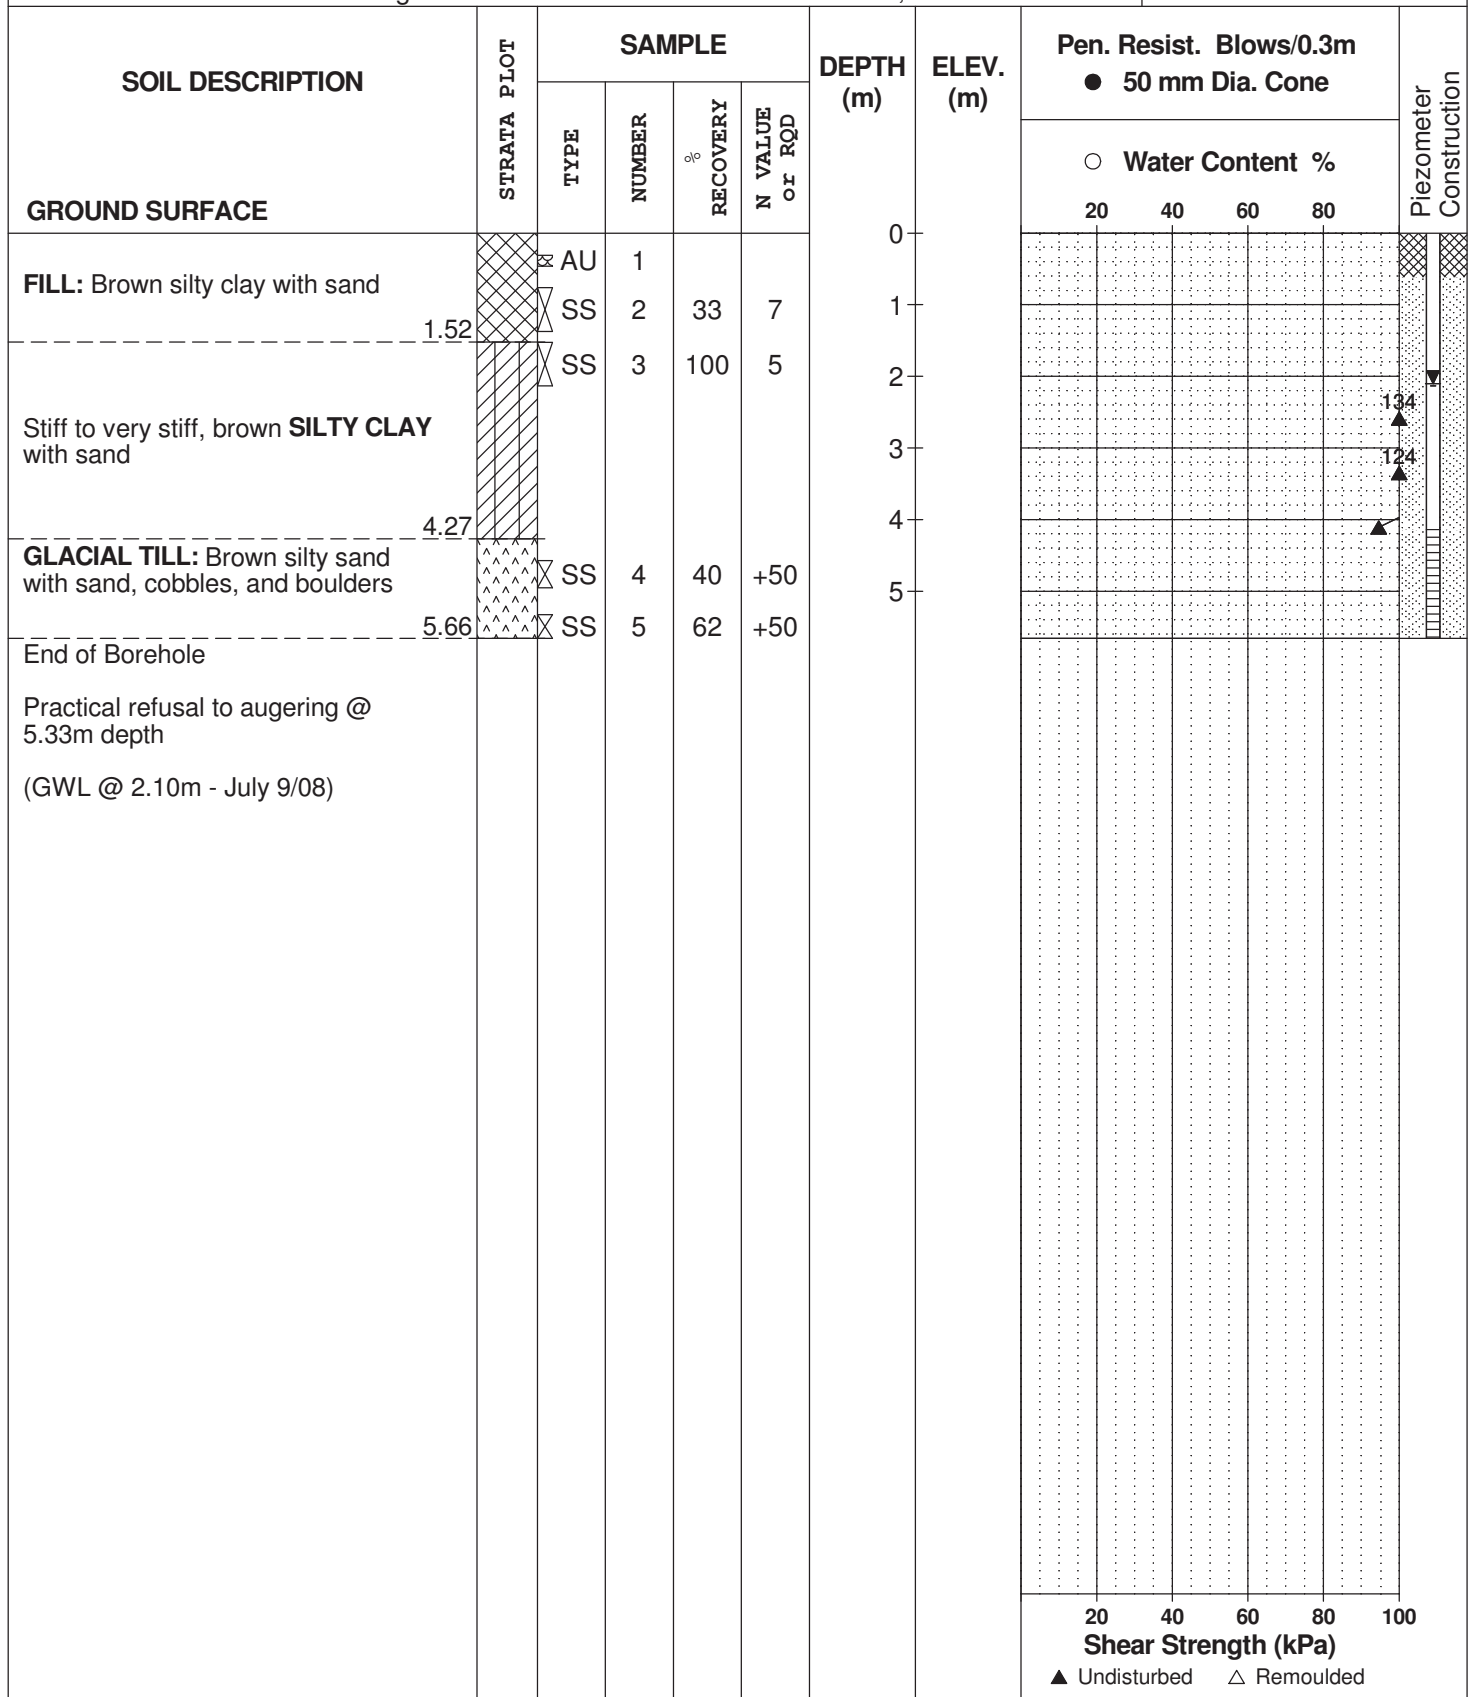 SOIL DESCRIPTION
GROUND SURFACE
STRATA PLOT
SAMPLE
TYPE
NUMBER
%
RECOVERY
N VALUE
or RQD
DEPTH
(m)
ELEV.
(m)
Pen. Resist. Blows/0.3m
● 50 mm Dia. Cone
○ Water Content %
20 40 60 80
Piezometer
Construction
0
FILL: Brown silty clay with sand
1.52
AU 1
SS 2 33 7
1
SS 3 100 5
2
134
Stiff to very stiff, brown SILTY CLAY
with sand
3
124
4.27
4
GLACIAL TILL: Brown silty sand
with sand, cobbles, and boulders
SS 4 40 +50
5
5.66
SS 5 62 +50
End of Borehole
Practical refusal to augering @
5.33m depth
(GWL @ 2.10m - July 9/08)
20 40 60 80 100
Shear Strength (kPa)
▲ Undisturbed △ Remoulded